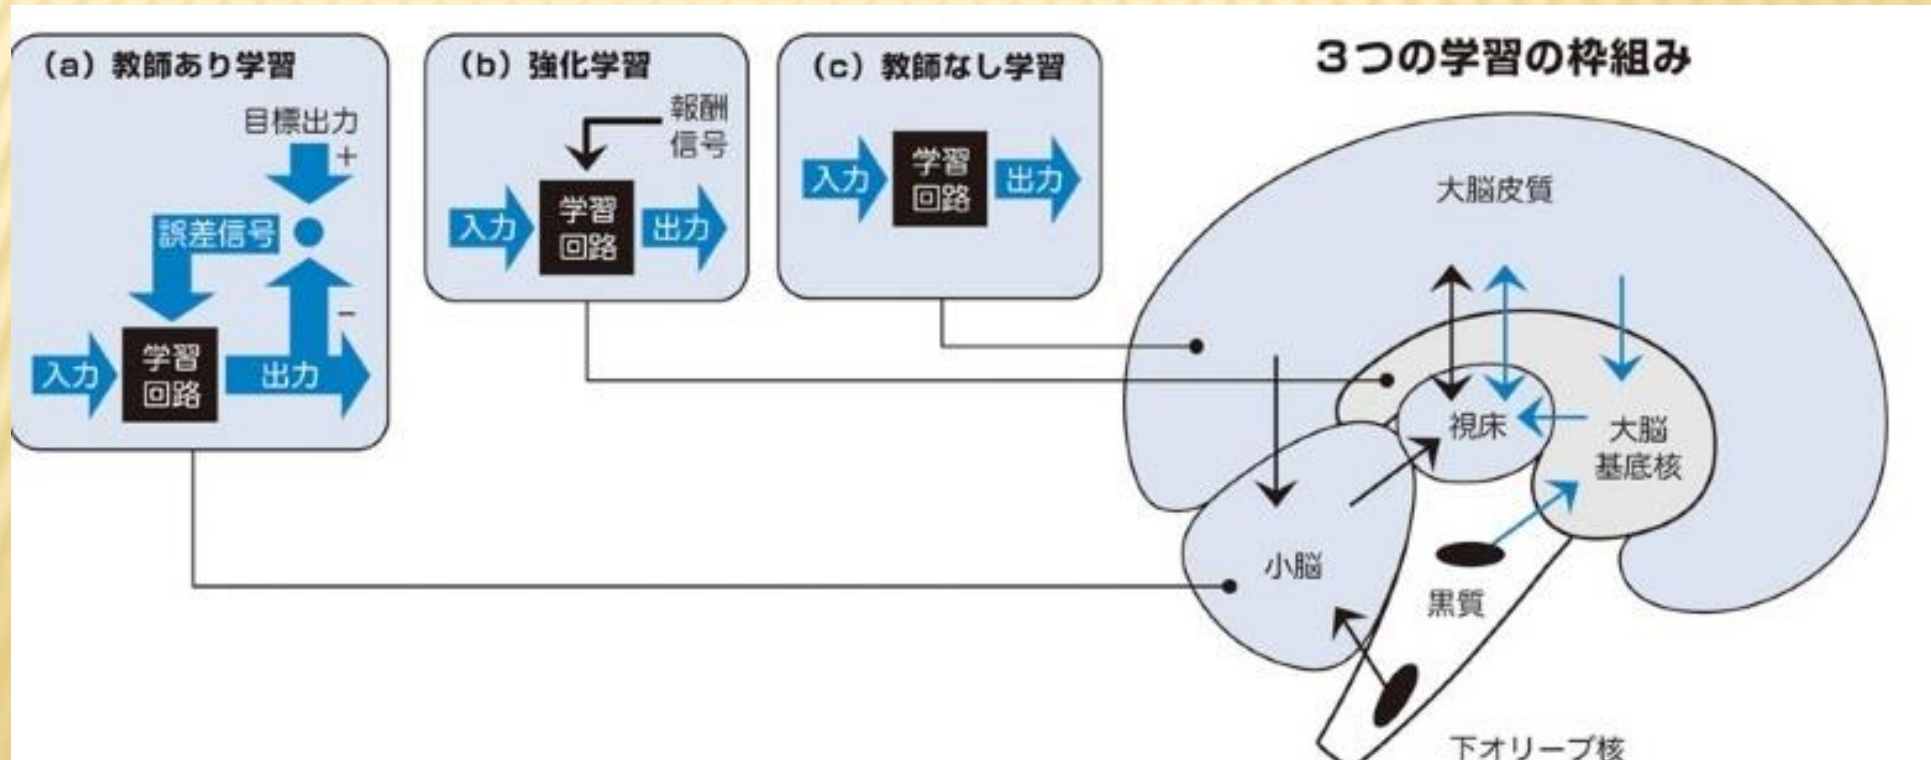 (a) 教師あり学習
目標出力
+
誤差信号
−
入力
学習
回路
出力
(b) 強化学習
報酬
信号
入力
学習
回路
出力
(c) 教師なし学習
入力
学習
回路
出力
3つの学習の枠組み
大脳皮質
視床
大脳
基底核
小脳
黒質
下オリーブ核